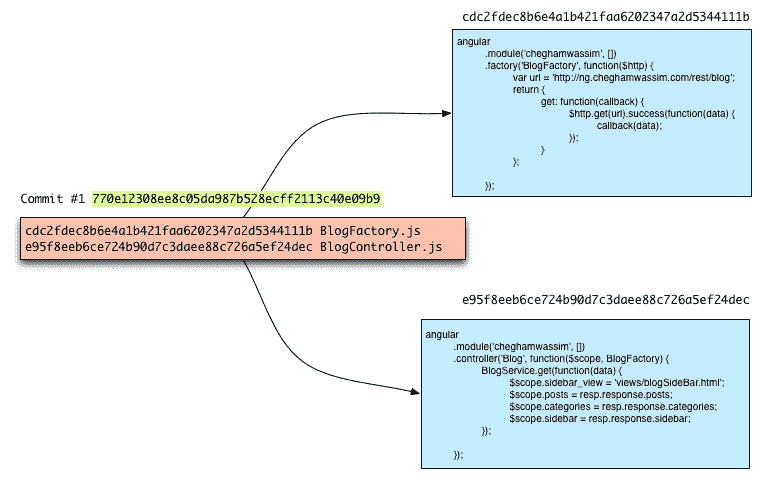 cdc2fdec8b6e4a1b421faa6202347a2d5344111b
angular
.module('cheghamwassim', [])
.factory('BlogFactory', function($http) {
var url = 'http://ng.cheghamwassim.com/rest/blog';
return {
get: function(callback) {
$http.get(url).success(function(data) {
callback(data);
});
}
};
});
Commit #1 770e12308ee8c05da987b528ecff2113c40e09b9
cdc2fdec8b6e4a1b421faa6202347a2d5344111b BlogFactory.js
e95f8eeb6ce724b90d7c3daee88c726a5ef24dec BlogController.js
e95f8eeb6ce724b90d7c3daee88c726a5ef24dec
angular
.module('cheghamwassim', [])
.controller('Blog', function($scope, BlogFactory) {
BlogService.get(function(data) {
$scope.sidebar_view = 'views/blogSideBar.html';
$scope.posts = resp.response.posts;
$scope.categories = resp.response.categories;
$scope.sidebar = resp.response.sidebar;
});
});